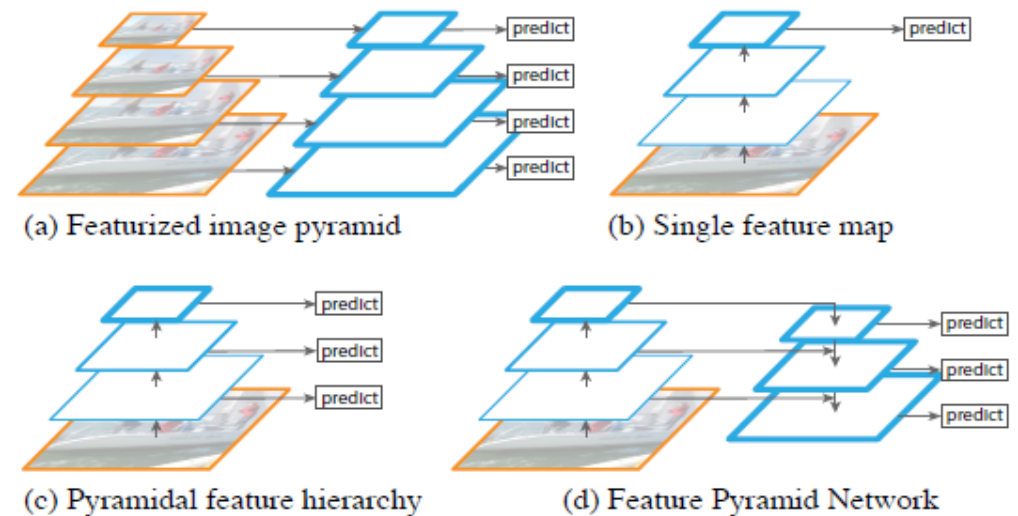 predict
predict
predict
predict
(a) Featurized image pyramid
predict
(b) Single feature map
predict
predict
predict
(c) Pyramidal feature hierarchy
predict
predict
predict
(d) Feature Pyramid Network